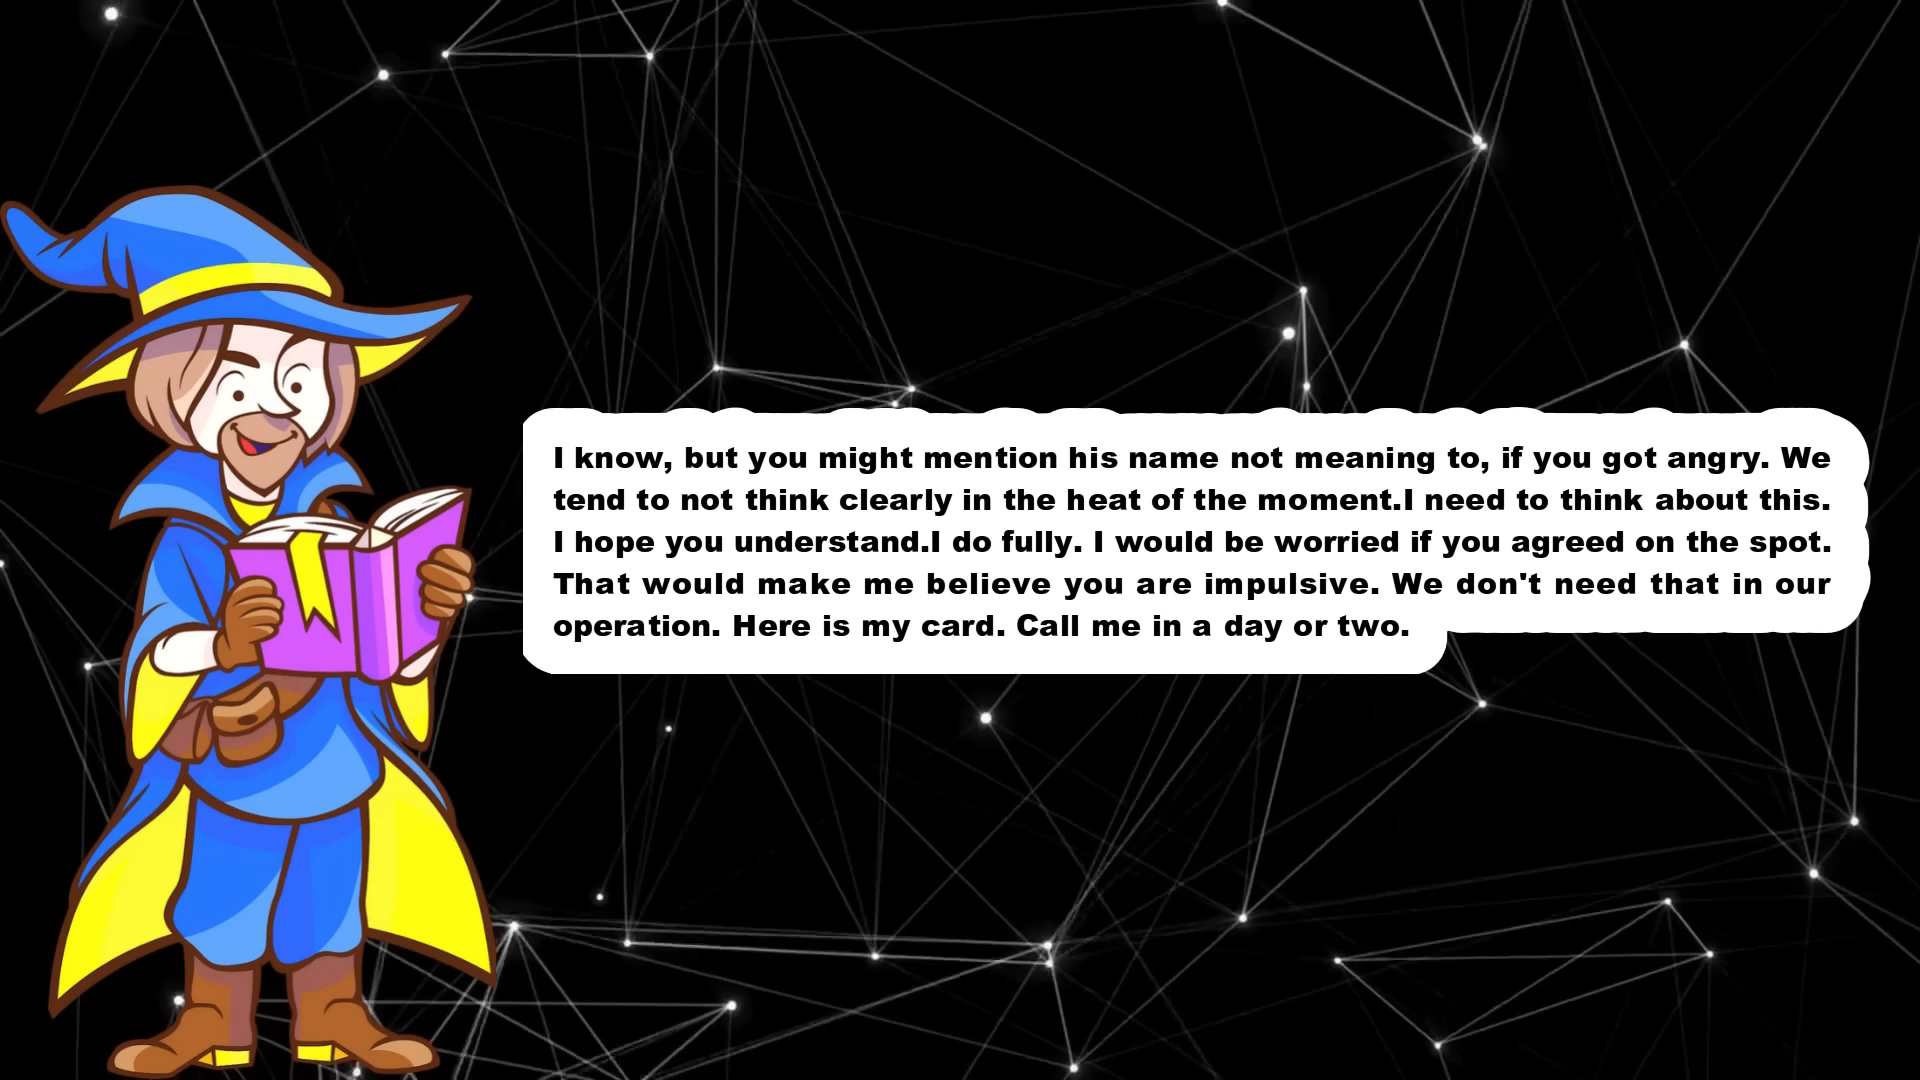 I know, but you might mention his name not meaning to, if you got angry. We
tend to not think clearly in the heat of the moment.I need to think about this.
I hope you understand.I do fully. I would be worried if you agreed on the spot.
That would make me believe you are impulsive. We don't need that in our
operation. Here is my card. Call me in a day or two.